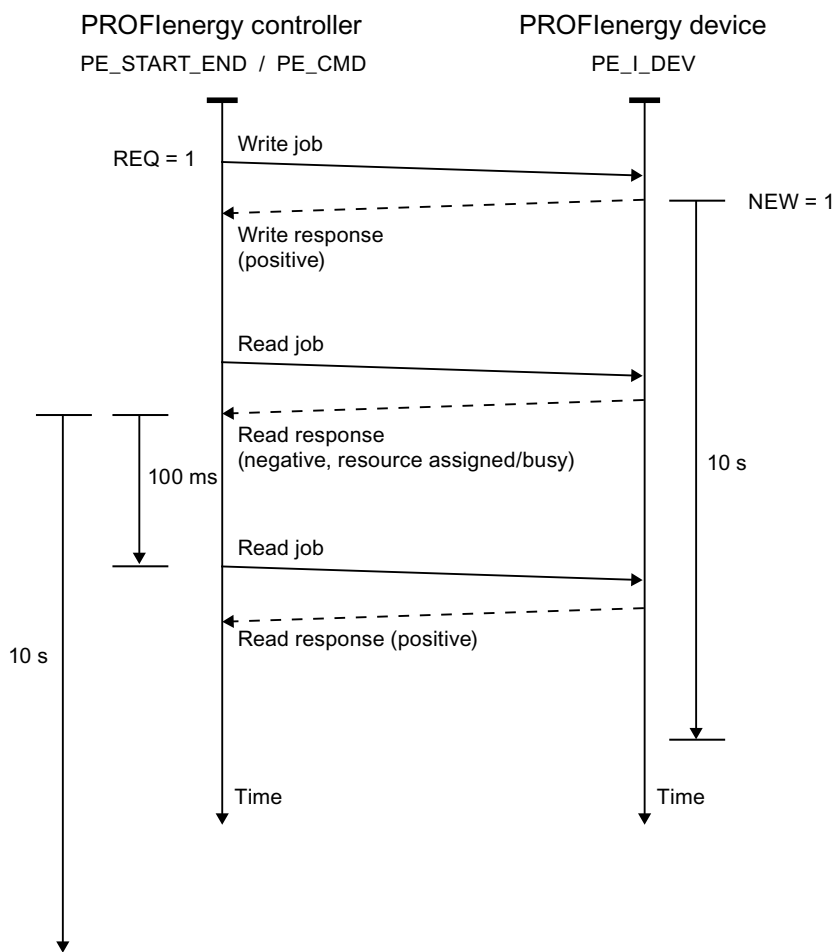 PROFIenergy controller
PROFIenergy device
PE_START_END / PE_CMD
PE_I_DEV
Write job
REQ = 1
NEW = 1
Write response
(positive)
Read job
Read response
(negative, resource assigned/busy)
10 s
100 ms
Read job
Read response (positive)
10 s
Time
Time